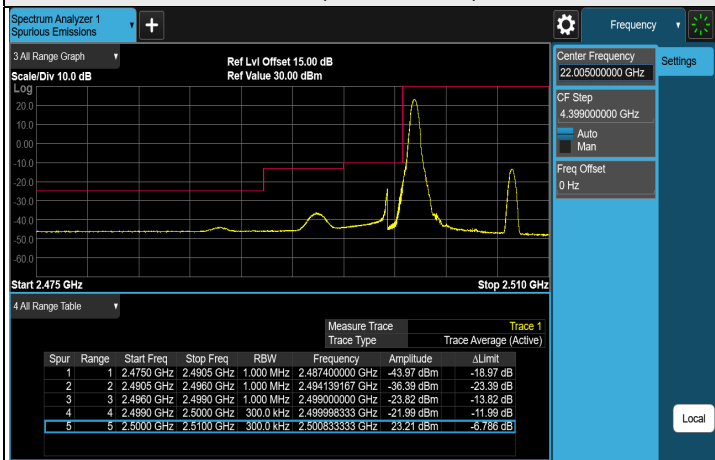 Spectrum Analyzer 1
Spurious Emissions
Frequency
3 All Range Graph
Ref Lvl Offset 15.00 dB
Scale/Div 10.0 dB
Ref Value 30.00 dBm
Log
20.0
10.0
0.00
-10.0
-20.0
-30.0
-40.0
-50.0
-60.0
Start 2.475 GHz
Stop 2.510 GHz
4 All Range Table
Measure Trace Trace 1
Trace Type Trace Average (Active)
Spur Range Start Freq Stop Freq RBW Frequency Amplitude ΔLimit
1 1 2.4750 GHz 2.4905 GHz 1.000 MHz 2.487400000 GHz -43.97 dBm -18.97 dB
2 2 2.4905 GHz 2.4960 GHz 1.000 MHz 2.494139167 GHz -36.39 dBm -23.39 dB
3 3 2.4960 GHz 2.4990 GHz 1.000 MHz 2.499000000 GHz -23.82 dBm -13.82 dB
4 4 2.4990 GHz 2.5000 GHz 300.0 kHz 2.499998333 GHz -21.99 dBm -11.99 dB
5 5 2.5000 GHz 2.5100 GHz 300.0 kHz 2.500833333 GHz 23.21 dBm -6.786 dB
Center Frequency
22.005000000 GHz
Settings
CF Step
4.399000000 GHz
Auto
Man
Freq Offset
0 Hz
Local